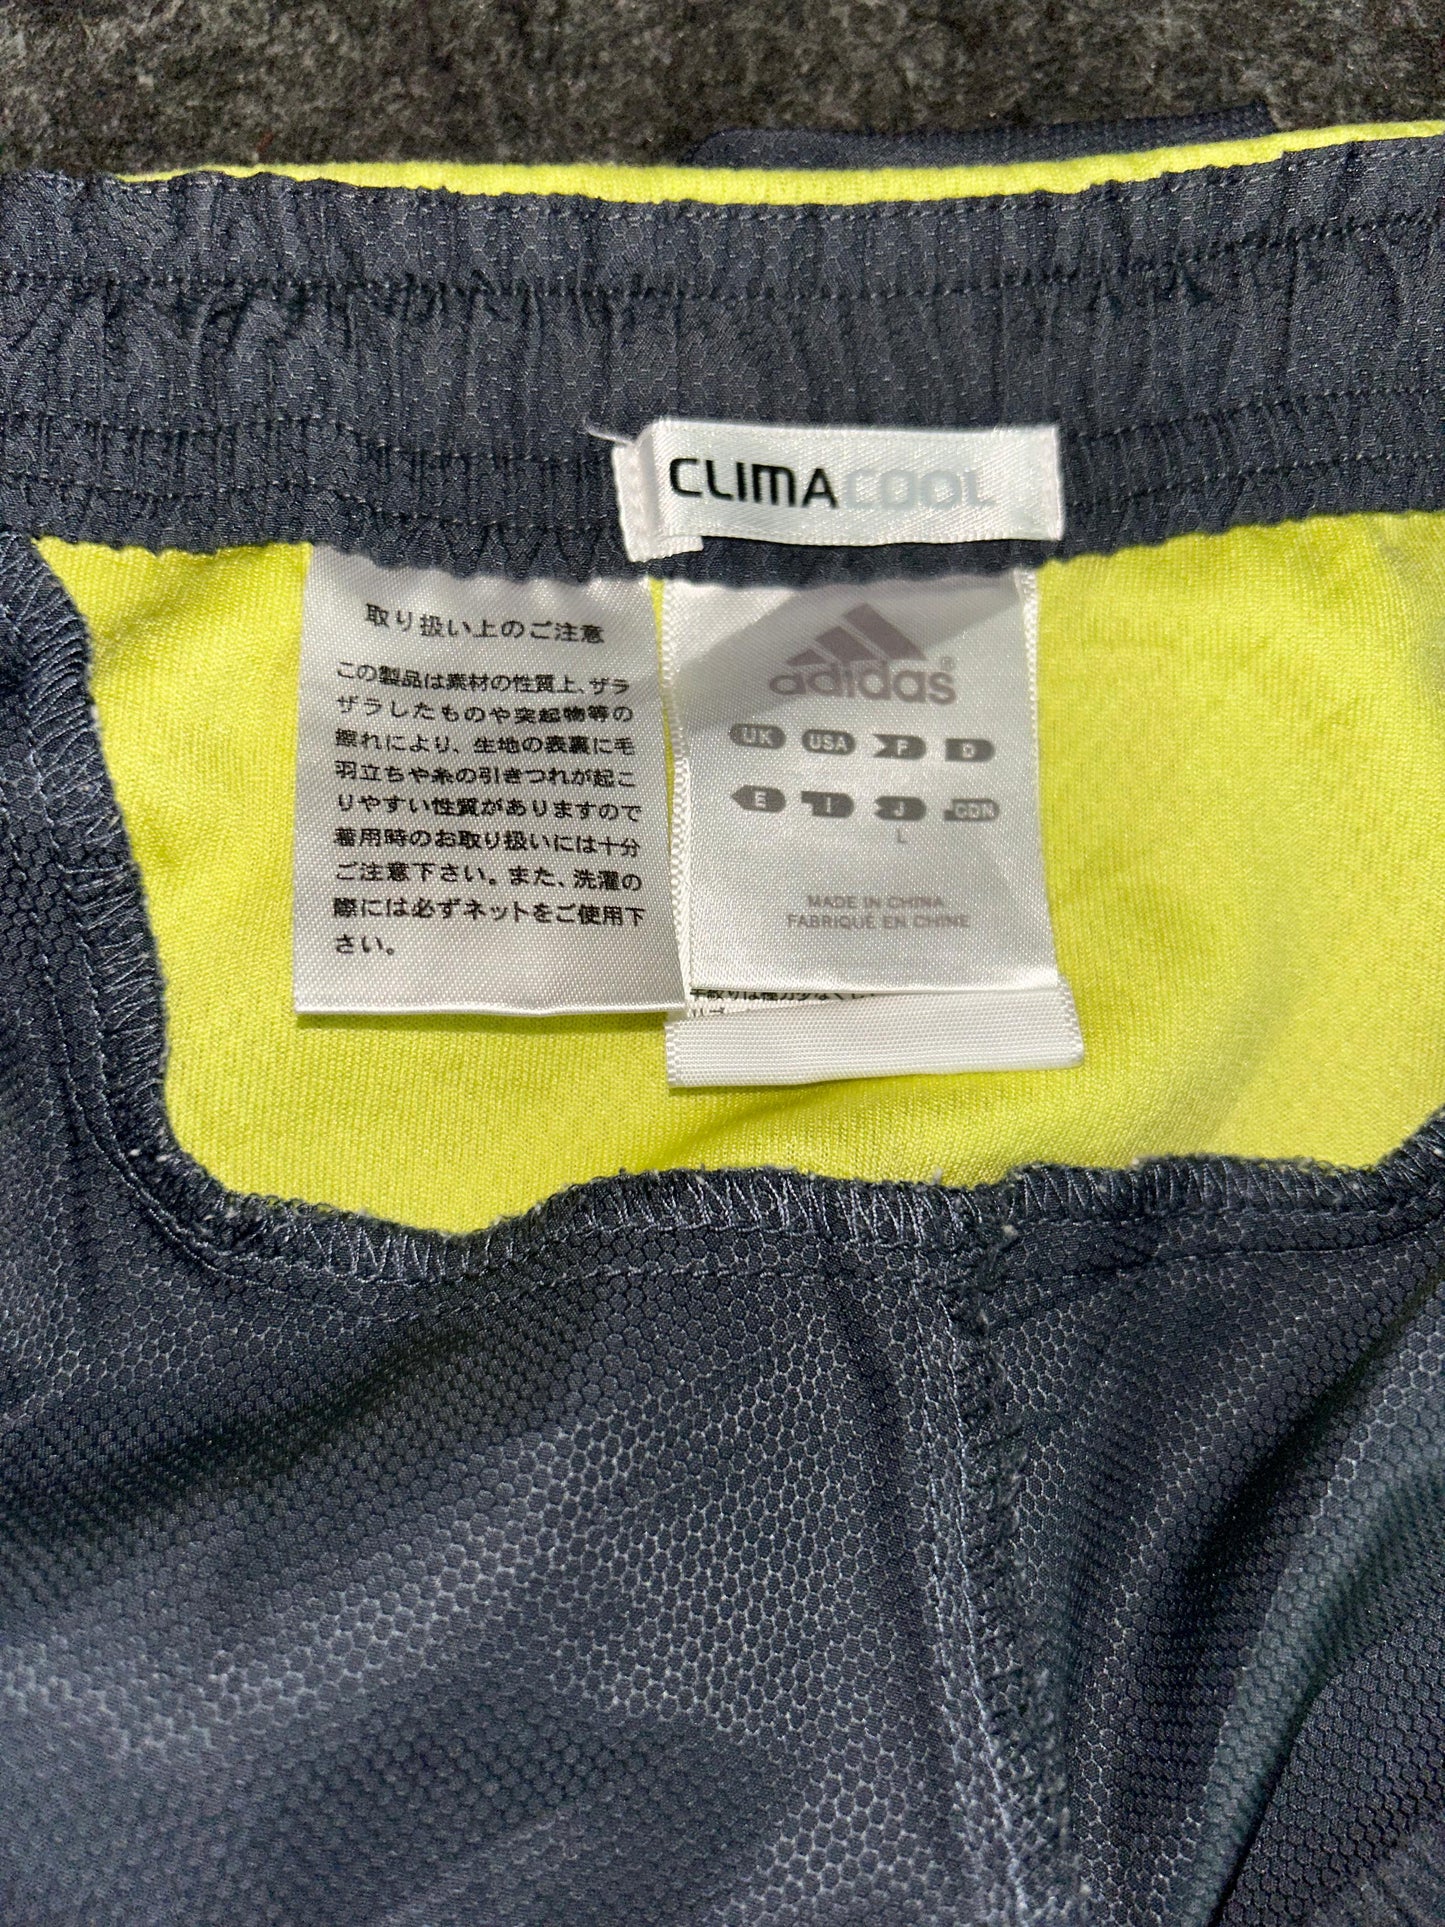 CLIMACOOL
取り扱い上のご注意
この製品は素材の性質上、ザラ
ザラしたものや突起物等の
擦れにより、生地の表裏に毛
羽立ちや糸の引きつれが起こ
りやすい性質がありますので
着用時のお取り扱いには十分
ご注意下さい。また、洗濯の
際には必ずネットをご使用下
さい。
adidas®
UK USA F D
E I J CDN
L
MADE IN CHINA
FABRIQUÉ EN CHINE